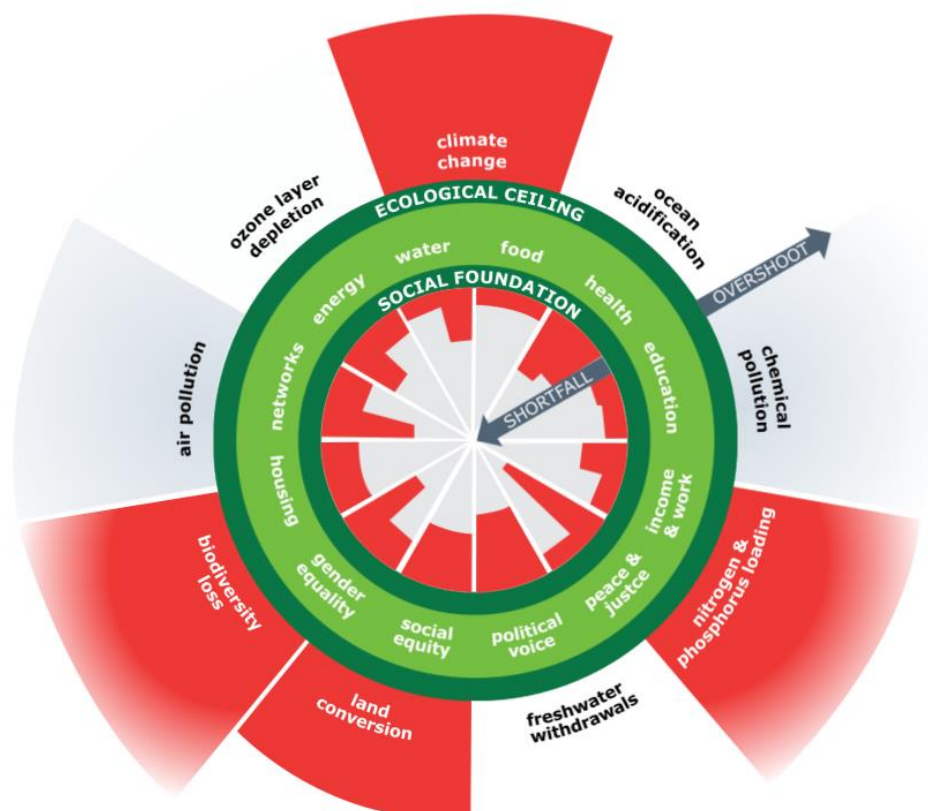 climate
change
ECOLOGICAL CEILING
ozone layer
depletion
ocean
acidification
water
food
energy
health
SOCIAL FOUNDATION
OVERSHOOT
SHORTFALL
networks
education
air pollution
chemical
pollution
housing
income
& work
biodiversity
loss
gender
equality
peace &
justce
nitrogen &
phosphorus loading
social
equity
political
voice
land
conversion
freshwater
withdrawals